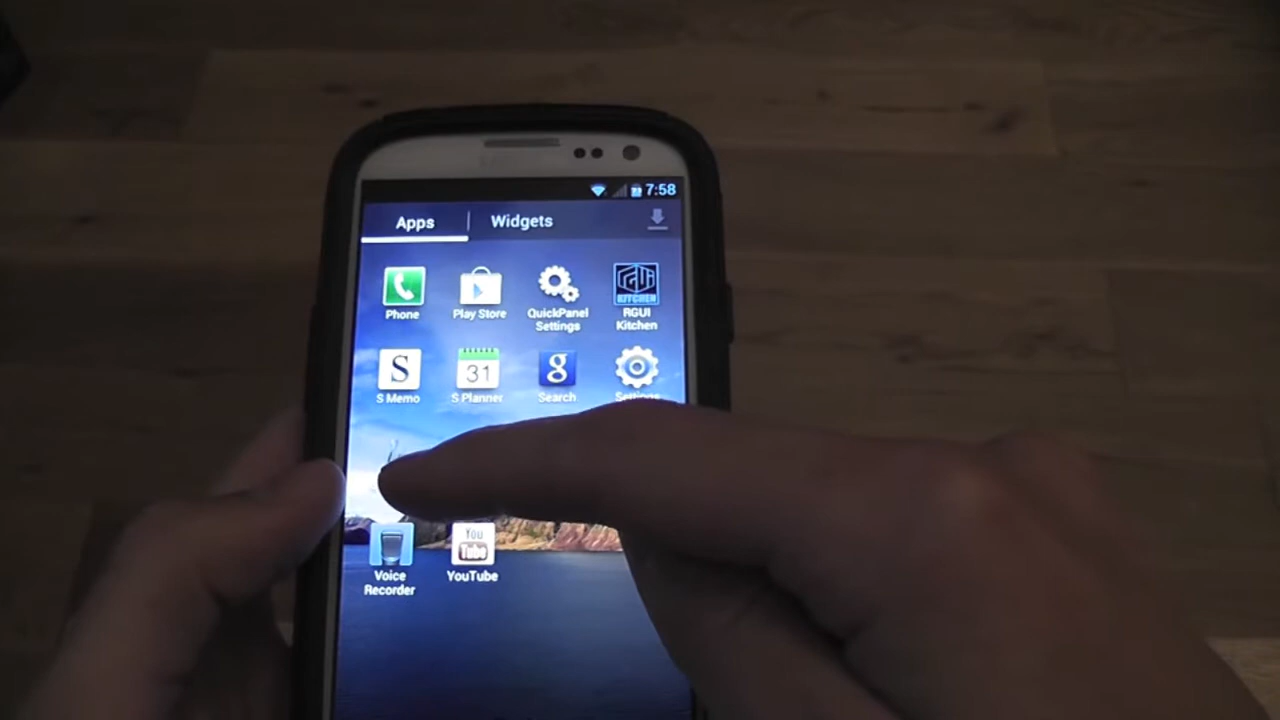 7:58
Apps | Widgets
Phone
Play Store
QuickPanel
Settings
RGUI
KITCHEN
RGUI
Kitchen
S
31
g
S Memo
S Planner
Search
Settings
You
Tube
Voice
Recorder
YouTube